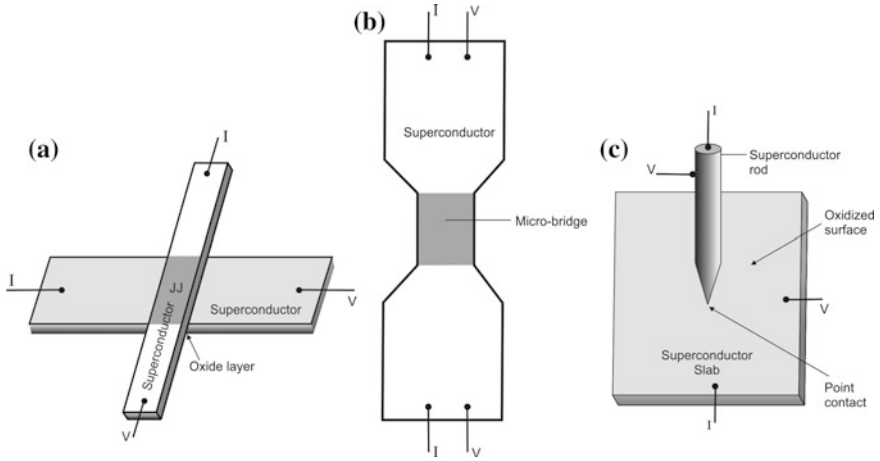 (a)
I
I
JJ
V
Superconductor
Superconductor
Oxide layer
V
(b)
I
V
Superconductor
Micro-bridge
I
V
(c)
I
Superconductor
rod
V
Oxidized
surface
V
Superconductor
Slab
Point
contact
I